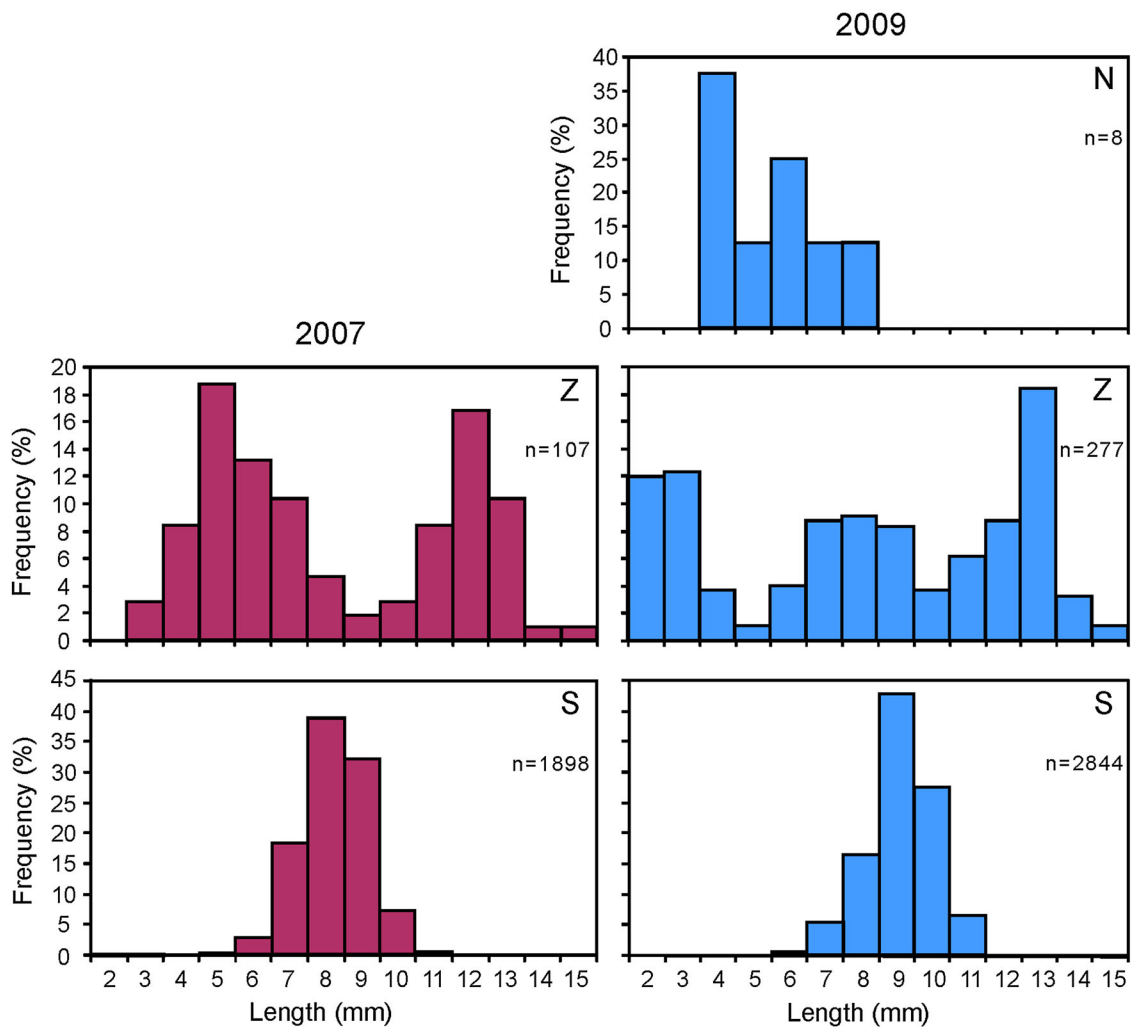 2009
N
n=8
Frequency (%)
40
35
30
25
20
15
10
5
0
2007
Z
n=107
Frequency (%)
20
18
16
14
12
10
8
6
4
2
0
Z
n=277
S
n=1898
Frequency (%)
45
40
35
30
25
20
15
10
5
0
2 3 4 5 6 7 8 9 10 11 12 13 14 15
Length (mm)
S
n=2844
2 3 4 5 6 7 8 9 10 11 12 13 14 15
Length (mm)